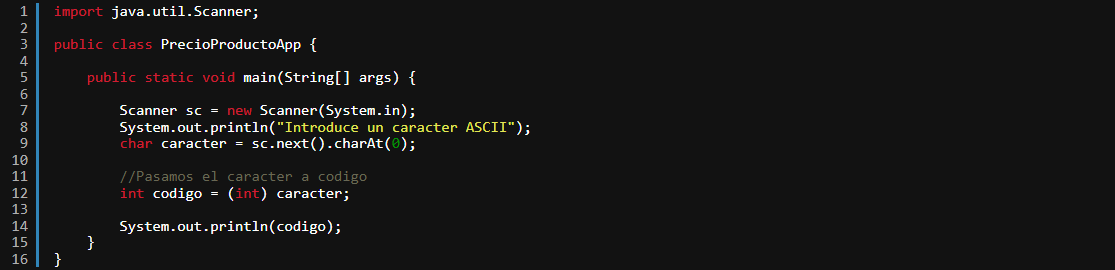 1 import java.util.Scanner;
2
3 public class PrecioProductoApp {
4
5 public static void main(String[] args) {
6
7 Scanner sc = new Scanner(System.in);
8 System.out.println("Introduce un caracter ASCII");
9 char caracter = sc.next().charAt(0);
10
11 //Pasamos el caracter a codigo
12 int codigo = (int) caracter;
13
14 System.out.println(codigo);
15 }
16 }